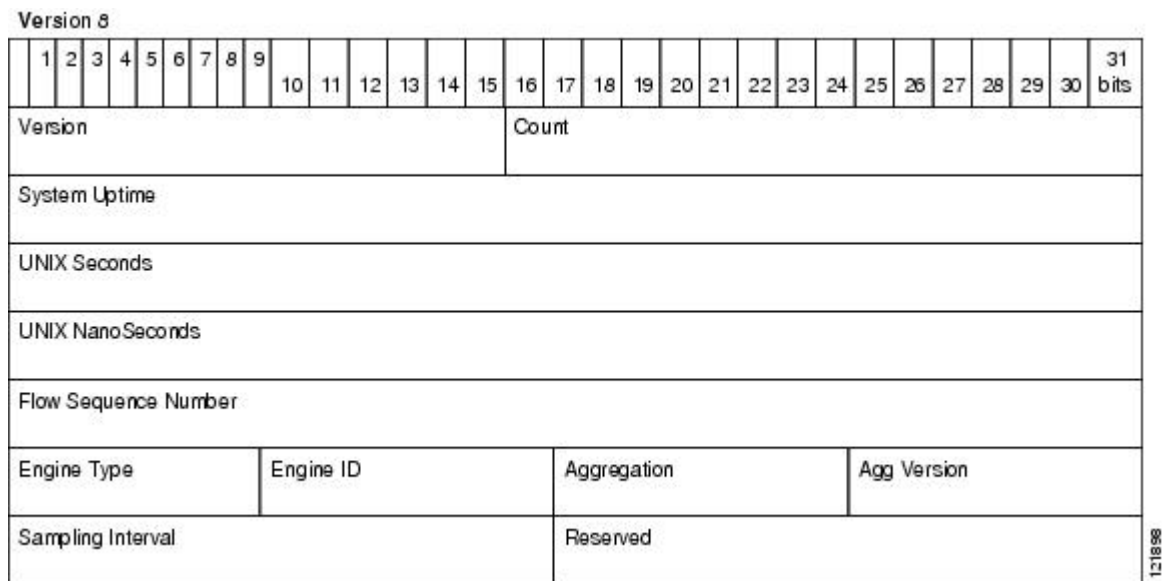 Version 8
1 2 3 4 5 6 7 8 9 10 11 12 13 14 15 16 17 18 19 20 21 22 23 24 25 26 27 28 29 30 31 bits
Version Count
System Uptime
UNIX Seconds
UNIX NanoSeconds
Flow Sequence Number
Engine Type Engine ID Aggregation Agg Version
Sampling Interval Reserved
121898